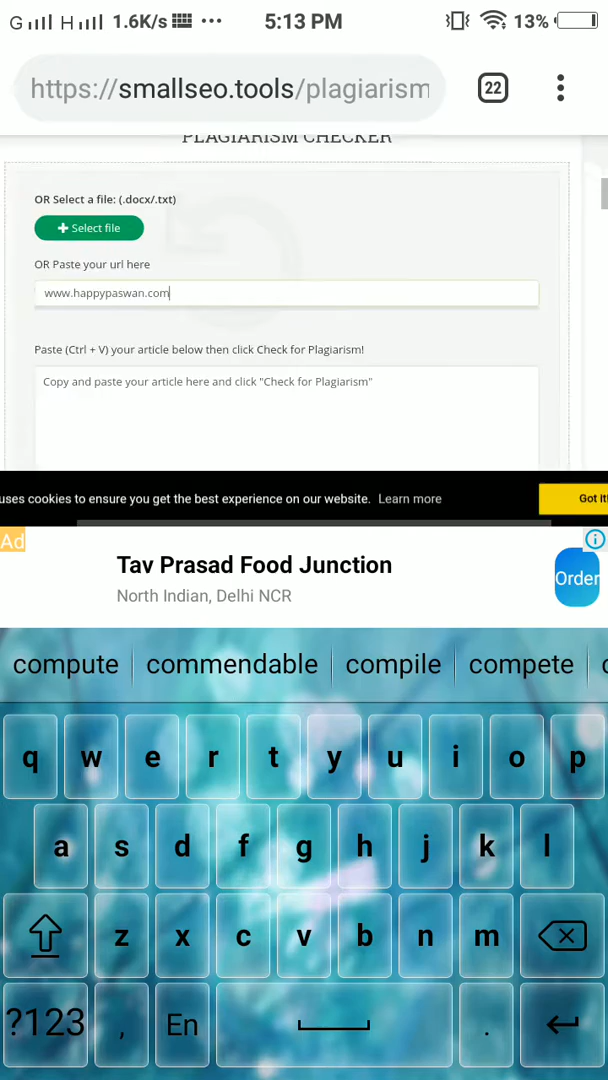 G H 1.6K/s ... 5:13 PM 13%
https://smallseo.tools/plagiarism 22
PLAGIARISM CHECKER
OR Select a file: (.docx/.txt)
+ Select file
OR Paste your url here
www.happypaswan.com
Paste (Ctrl + V) your article below then click Check for Plagiarism!
Copy and paste your article here and click "Check for Plagiarism"
uses cookies to ensure you get the best experience on our website. Learn more Got it!
Ad
Tav Prasad Food Junction
North Indian, Delhi NCR
Order
compute commendable compile compete
q w e r t y u i o p
a s d f g h j k l
z x c v b n m
?123 , En .